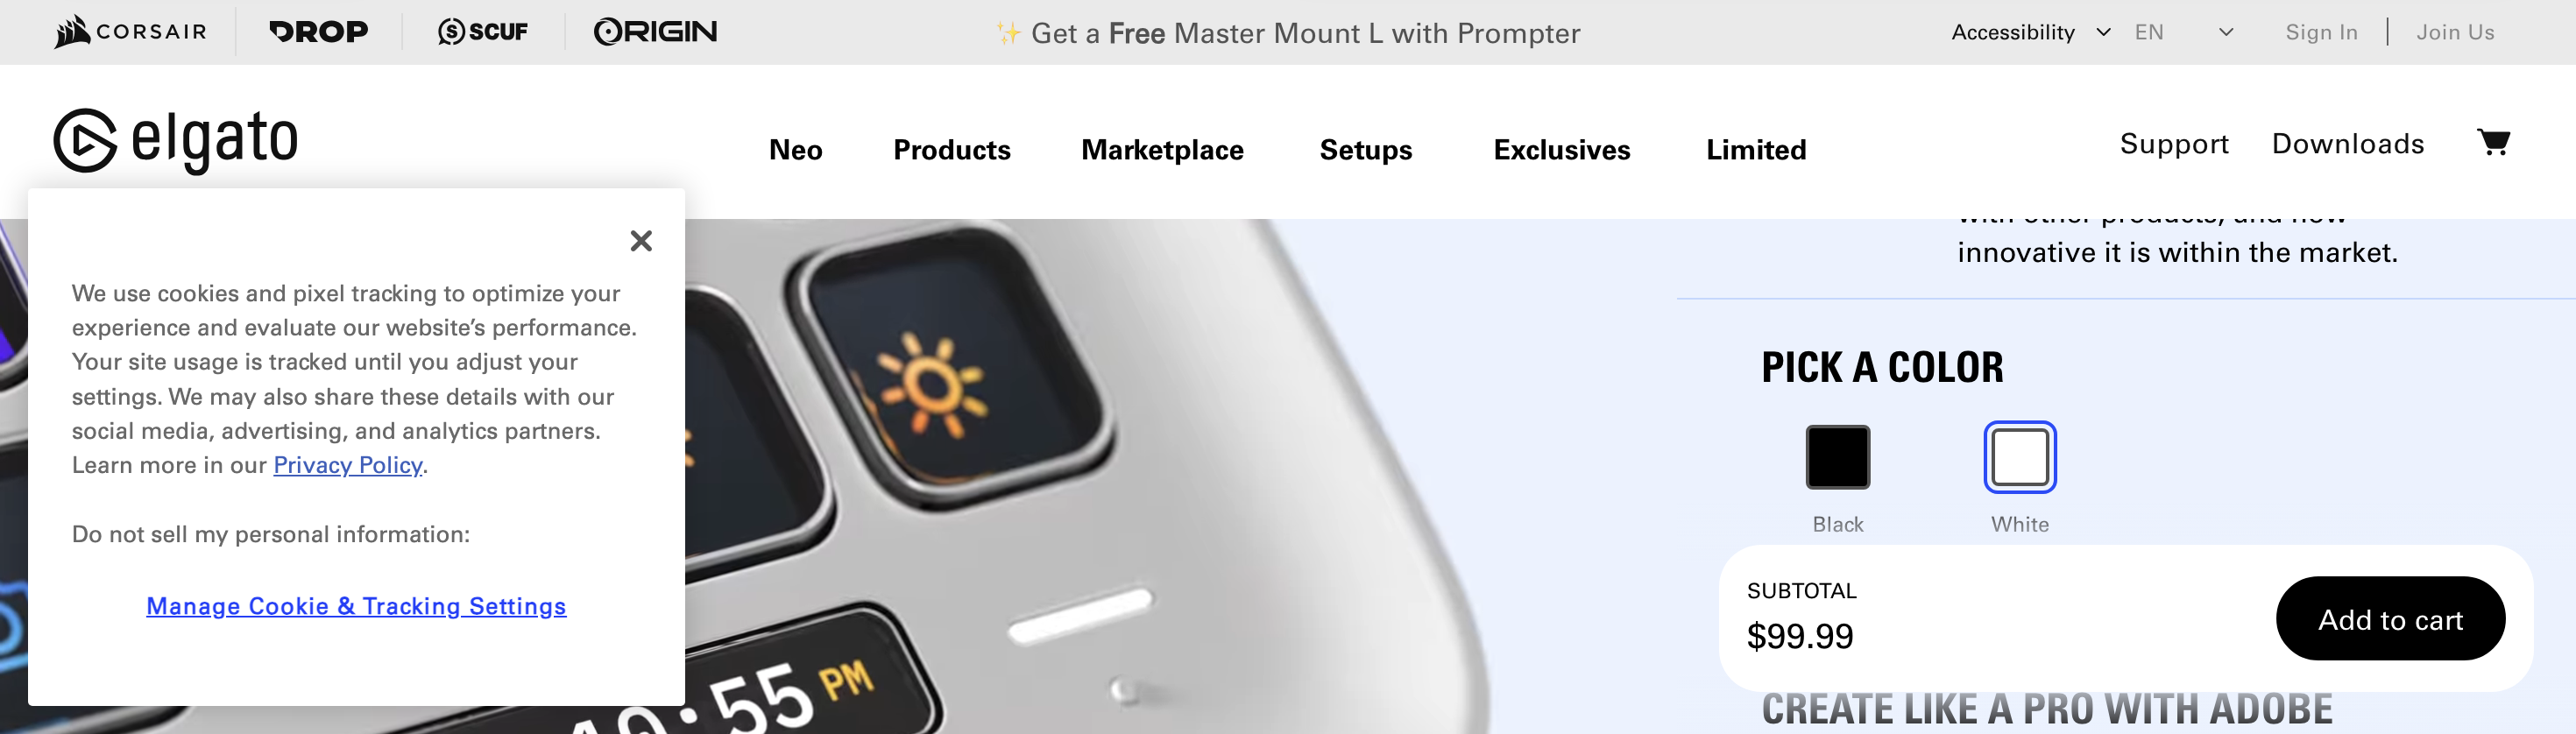 CORSAIR
DROP
SCUF
ORIGIN
✨ Get a Free Master Mount L with Prompter
Accessibility
EN
Sign In
Join Us
elgato
Neo
Products
Marketplace
Setups
Exclusives
Limited
Support
Downloads
We use cookies and pixel tracking to optimize your
experience and evaluate our website’s performance.
Your site usage is tracked until you adjust your
settings. We may also share these details with our
social media, advertising, and analytics partners.
Learn more in our Privacy Policy.
Do not sell my personal information:
Manage Cookie & Tracking Settings
:55 PM
with other products, and how
innovative it is within the market.
PICK A COLOR
Black
White
SUBTOTAL
$99.99
Add to cart
CREATE LIKE A PRO WITH ADOBE